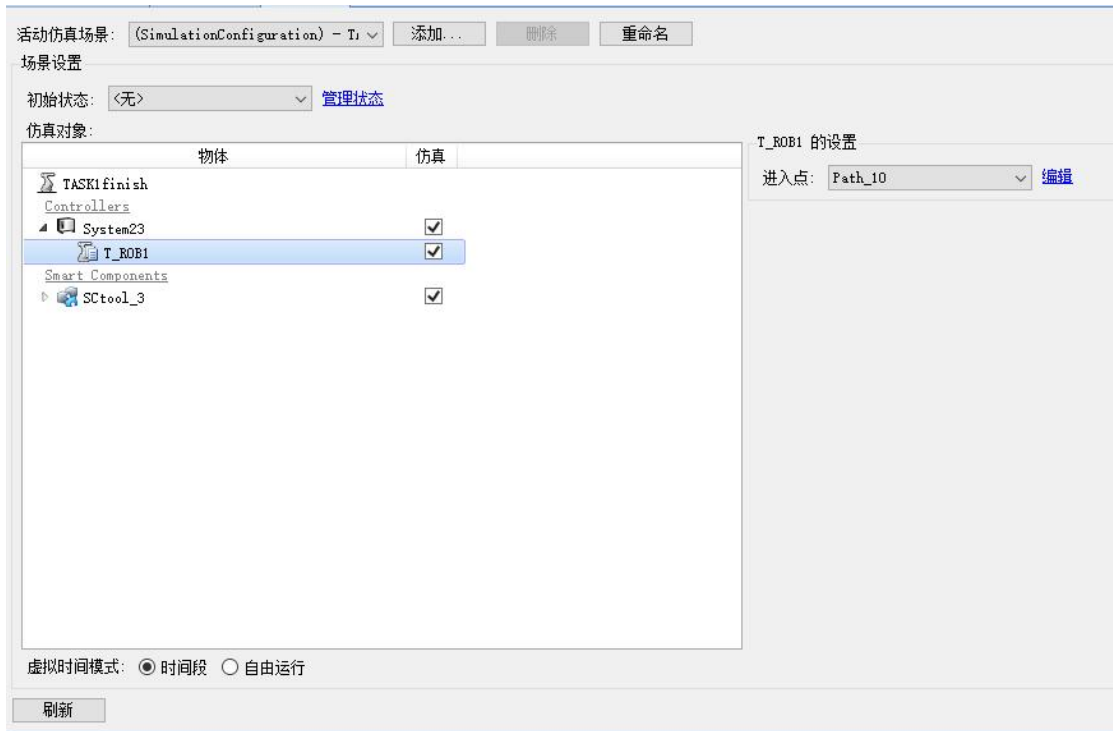 活动仿真场景: (SimulationConfiguration) - T 添加... 删除 重命名
场景设置
初始状态: <无> 管理状态
仿真对象:
物体 仿真
TASK1finish
Controllers
System23
T_ROB1
Smart Components
SCtool_3
T_ROB1 的设置
进入点: Path_10 编辑
虚拟时间模式: 时间段 自由运行
刷新